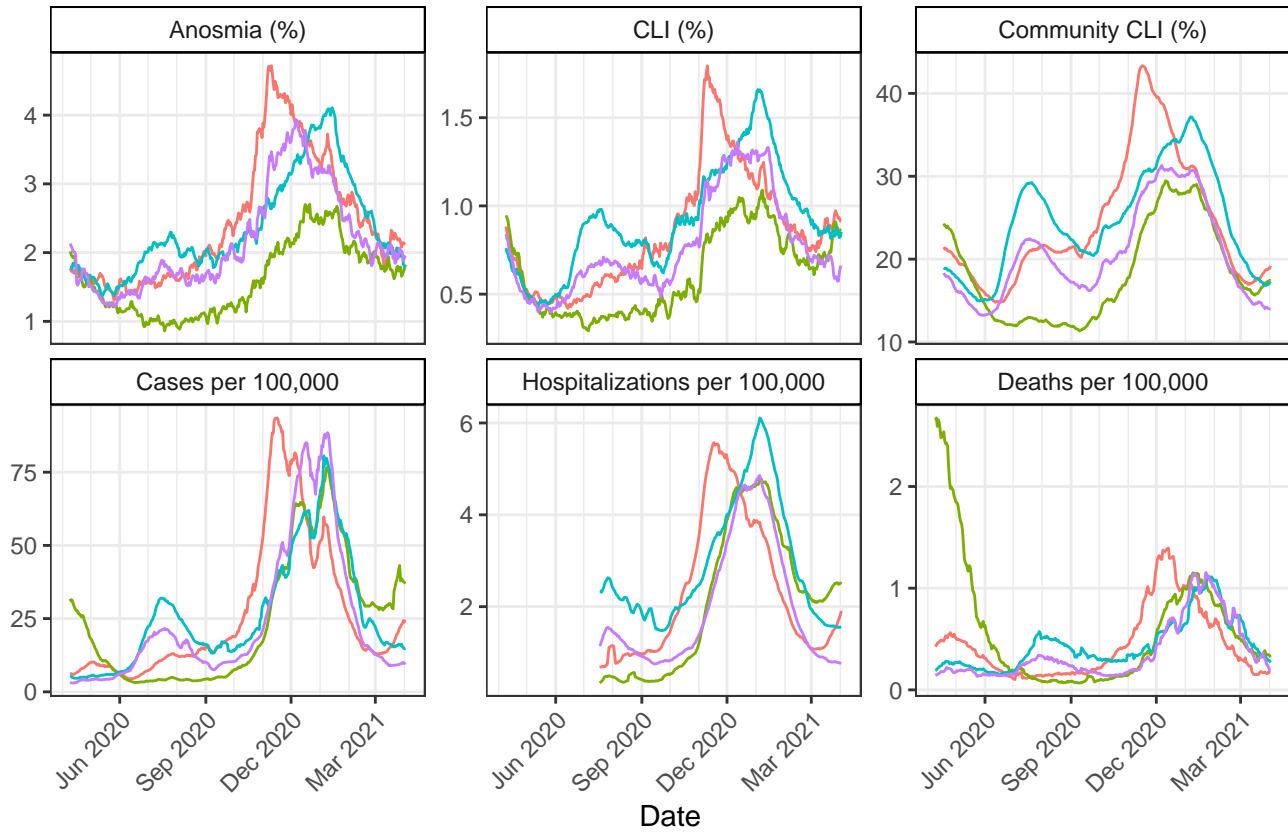 Anosmia (%)
CLI (%)
Community CLI (%)
4
3
2
1
1.5
1.0
0.5
40
30
20
10
Cases per 100,000
Hospitalizations per 100,000
Deaths per 100,000
75
50
25
0
6
4
2
2
1
0
Jun 2020
Sep 2020
Dec 2020
Mar 2021
Jun 2020
Sep 2020
Dec 2020
Mar 2021
Jun 2020
Sep 2020
Dec 2020
Mar 2021
Date